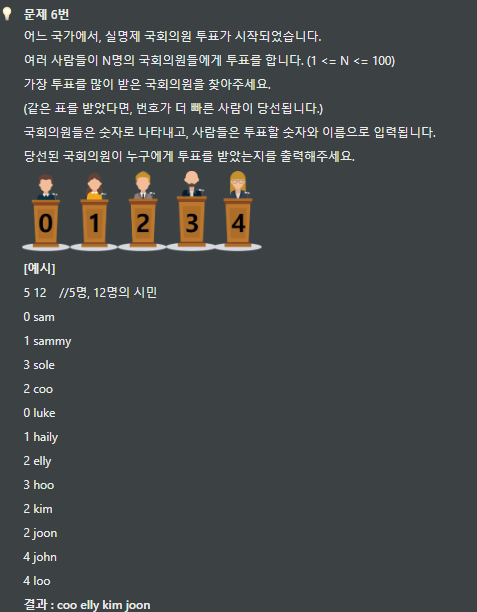 문제 6번
어느 국가에서, 실명제 국회의원 투표가 시작되었습니다.
여러 사람들이 N명의 국회의원들에게 투표를 합니다. (1 <= N <= 100)
가장 투표를 많이 받은 국회의원을 찾아주세요.
(같은 표를 받았다면, 번호가 더 빠른 사람이 당선됩니다.)
국회의원들은 숫자로 나타내고, 사람들은 투표할 숫자와 이름으로 입력됩니다.
당선된 국회의원이 누구에게 투표를 받았는지를 출력해주세요.
0 1 2 3 4
[예시]
5 12 //5명, 12명의 시민
0 sam
1 sammy
3 sole
2 coo
0 luke
1 haily
2 elly
3 hoo
2 kim
2 joon
4 john
4 loo
결과 : coo elly kim joon